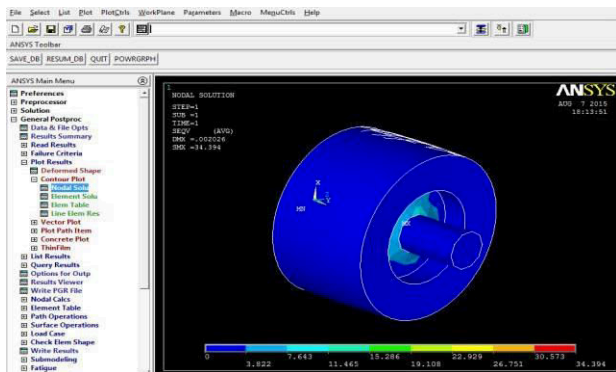 File Select List Plot PlotCtrls WorkPlane Parameters Macro MenuCtrls Help
ANSYS Toolbar
SAVE_DB RESUM_DB QUIT POWRGRPH
ANSYS Main Menu
Preferences
Preprocessor
Solution
General Postproc
Data & File Opts
Results Summary
Read Results
Failure Criteria
Plot Results
Deformed Shape
Contour Plot
Nodal Solu
Element Solu
Elem Table
Line Elem Res
Vector Plot
Plot Path Item
Concrete Plot
ThinFilm
List Results
Query Results
Options for Outp
Results Viewer
Write PGR File
Nodal Calcs
Element Table
Path Operations
Surface Operations
Load Case
Check Elem Shape
Write Results
Submodeling
Fatigue
1
NODAL SOLUTION
STEP=1
SUB =1
TIME=1
SEQV (AVG)
DMX =.002026
SMX =34.394
ANSYS
AUG 7 2015
18:13:51
X
Z
Y
MN
MX
0 7.643 15.286 22.929 30.573
3.822 11.465 19.108 26.751 34.394